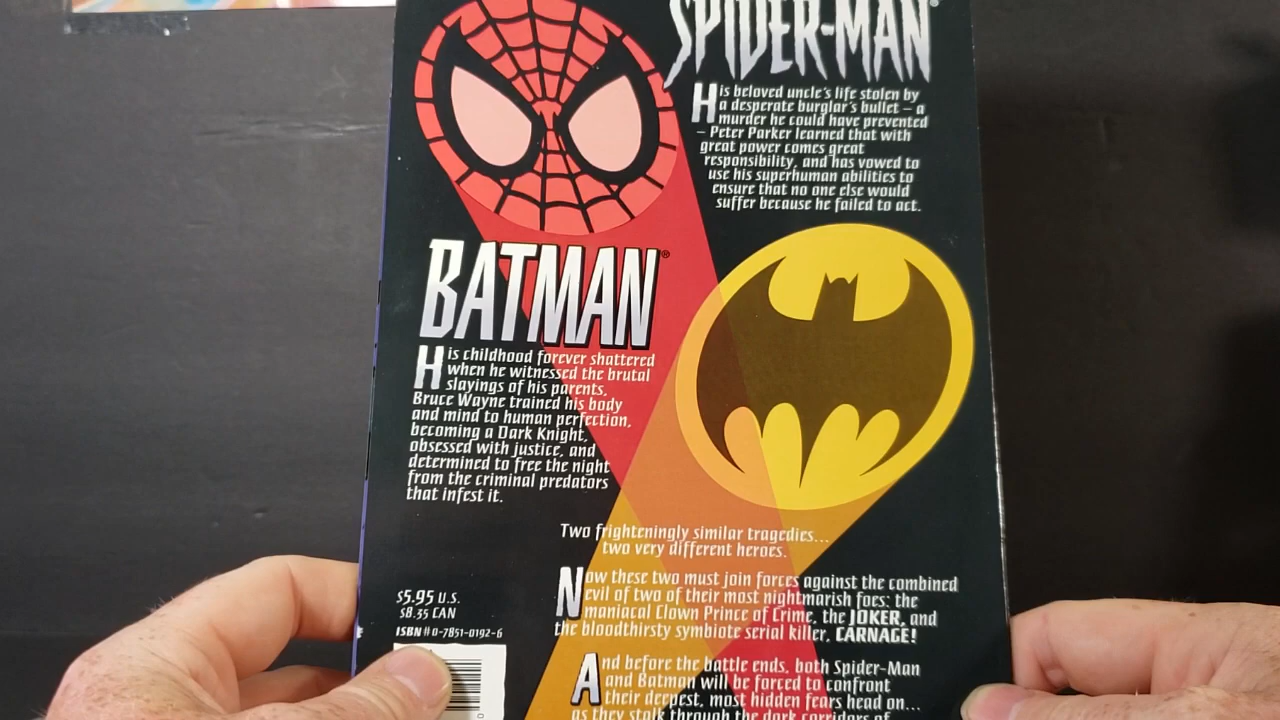 SPIDER-MAN®
His beloved uncle's life stolen by
a desperate burglar's bullet – a
murder he could have prevented
– Peter Parker learned that with
great power comes great
responsibility, and has vowed to
use his superhuman abilities to
ensure that no one else would
suffer because he failed to act.
BATMAN®
His childhood forever shattered
when he witnessed the brutal
slayings of his parents,
Bruce Wayne trained his body
and mind to human perfection,
becoming a Dark Knight,
obsessed with justice, and
determined to free the night
from the criminal predators
that infest it.
Two frighteningly similar tragedies...
two very different heroes.
Now these two must join forces against the combined
evil of two of their most nightmarish foes: the
maniacal Clown Prince of Crime, the JOKER, and
the bloodthirsty symbiote serial killer, CARNAGE!
And before the battle ends, both Spider-Man
and Batman will be forced to confront
their deepest, most hidden fears head on...
as they stalk through the dark corridors of
$5.95 U.S.
$8.35 CAN
ISBN # 0-7851-0192-6